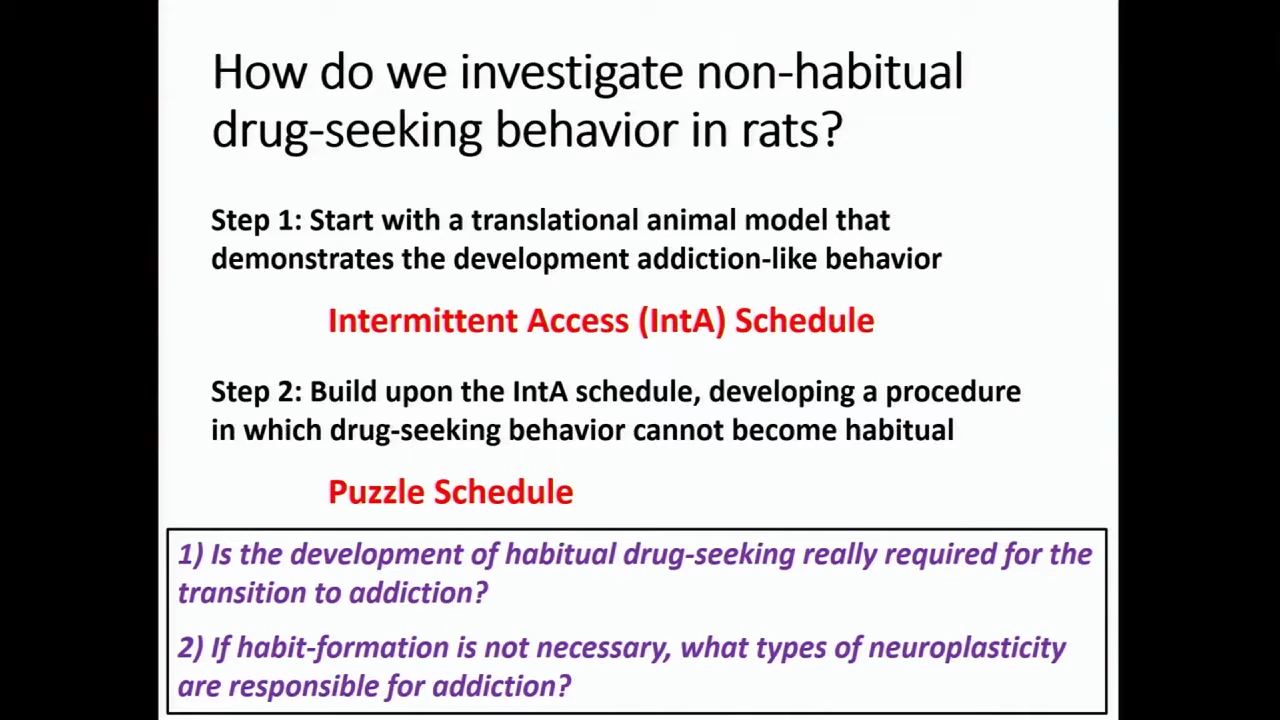 How do we investigate non-habitual
drug-seeking behavior in rats?
Step 1: Start with a translational animal model that
demonstrates the development addiction-like behavior
Intermittent Access (IntA) Schedule
Step 2: Build upon the IntA schedule, developing a procedure
in which drug-seeking behavior cannot become habitual
Puzzle Schedule
1) Is the development of habitual drug-seeking really required for the
transition to addiction?
2) If habit-formation is not necessary, what types of neuroplasticity
are responsible for addiction?